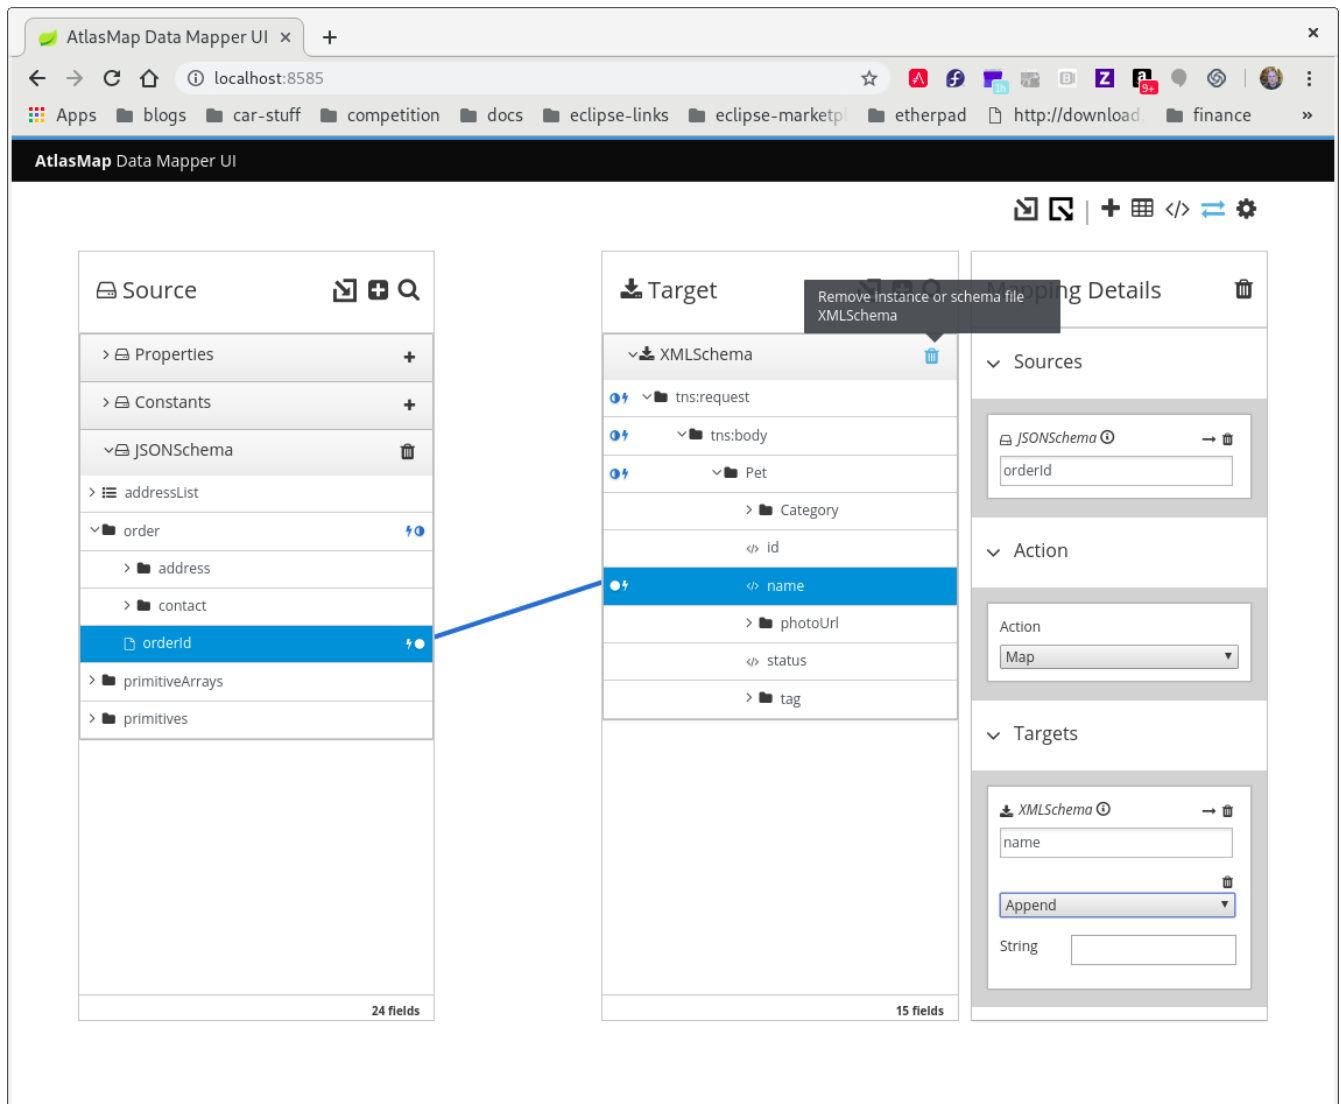 AtlasMap Data Mapper UI
localhost:8585
1h
9+
Apps blogs car-stuff competition docs eclipse-links eclipse-marketpl etherpad http://download. finance »
AtlasMap Data Mapper UI
Source
Properties
Constants
JSONSchema
addressList
order
address
contact
orderId
primitiveArrays
primitives
24 fields
Target
Remove instance or schema file
XMLSchema
XMLSchema
tns:request
tns:body
Pet
Category
id
name
photoUrl
status
tag
15 fields
Mapping Details
Sources
JSONSchema
orderId
Action
Action
Map
Targets
XMLSchema
name
Append
String